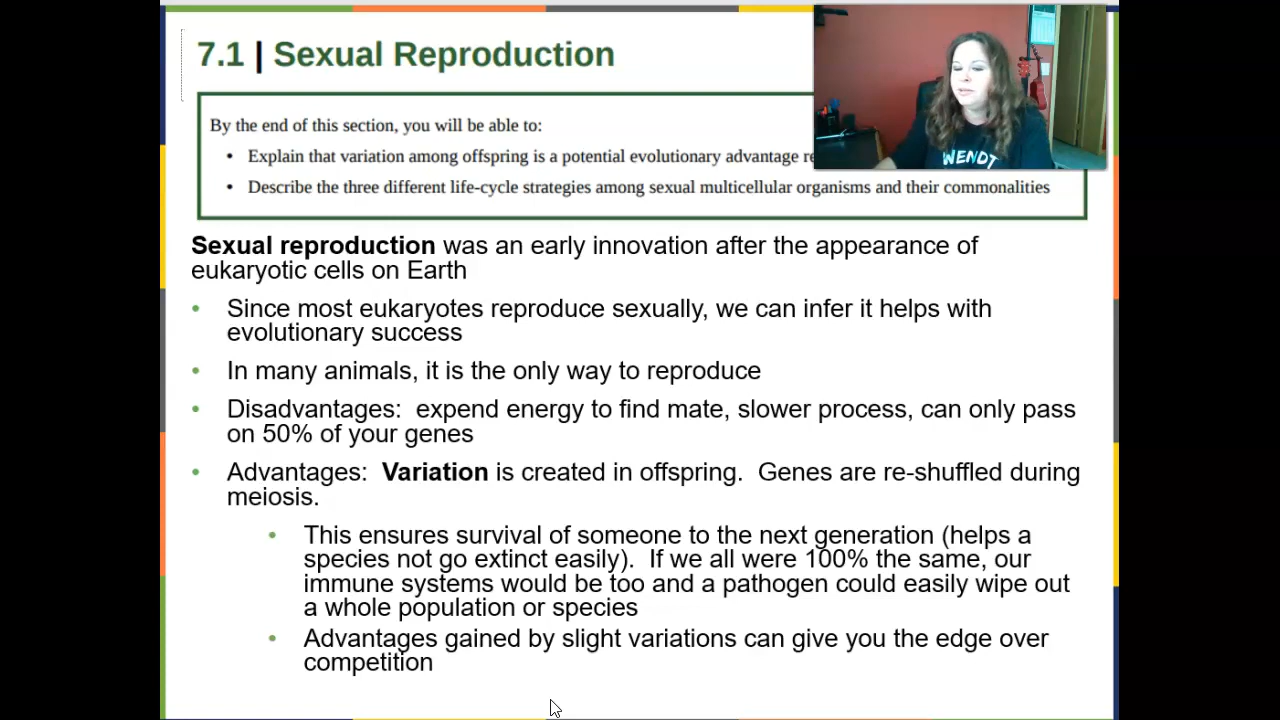 7.1 | Sexual Reproduction
By the end of this section, you will be able to:
• Explain that variation among offspring is a potential evolutionary advantage
• Describe the three different life-cycle strategies among sexual multicellular organisms and their commonalities
WENDT
Sexual reproduction was an early innovation after the appearance of
eukaryotic cells on Earth
• Since most eukaryotes reproduce sexually, we can infer it helps with
evolutionary success
• In many animals, it is the only way to reproduce
• Disadvantages: expend energy to find mate, slower process, can only pass
on 50% of your genes
• Advantages: Variation is created in offspring. Genes are re-shuffled during
meiosis.
• This ensures survival of someone to the next generation (helps a
species not go extinct easily). If we all were 100% the same, our
immune systems would be too and a pathogen could easily wipe out
a whole population or species
• Advantages gained by slight variations can give you the edge over
competition